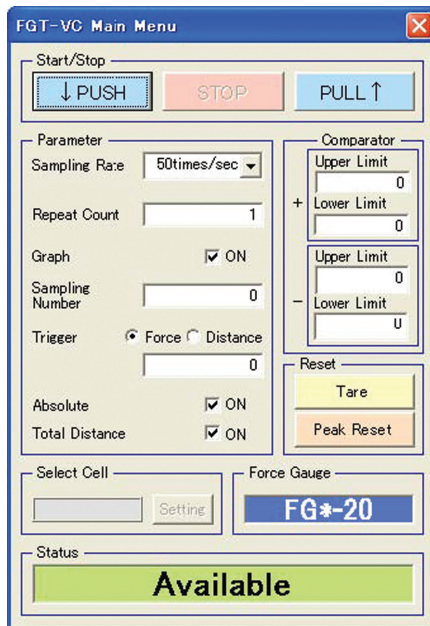 FGT-VC Main Menu
Start/Stop
↓PUSH STOP PULL↑
Parameter
Sampling Rate 50times/sec
Repeat Count 1
Graph ON
Sampling
Number 0
Trigger Force Distance
0
Absolute ON
Total Distance ON
Comparator
Upper Limit
0
+ Lower Limit
0
Upper Limit
0
- Lower Limit
U
Reset
Tare
Peak Reset
Select Cell
Setting
Force Gauge
FG*-20
Status
Available